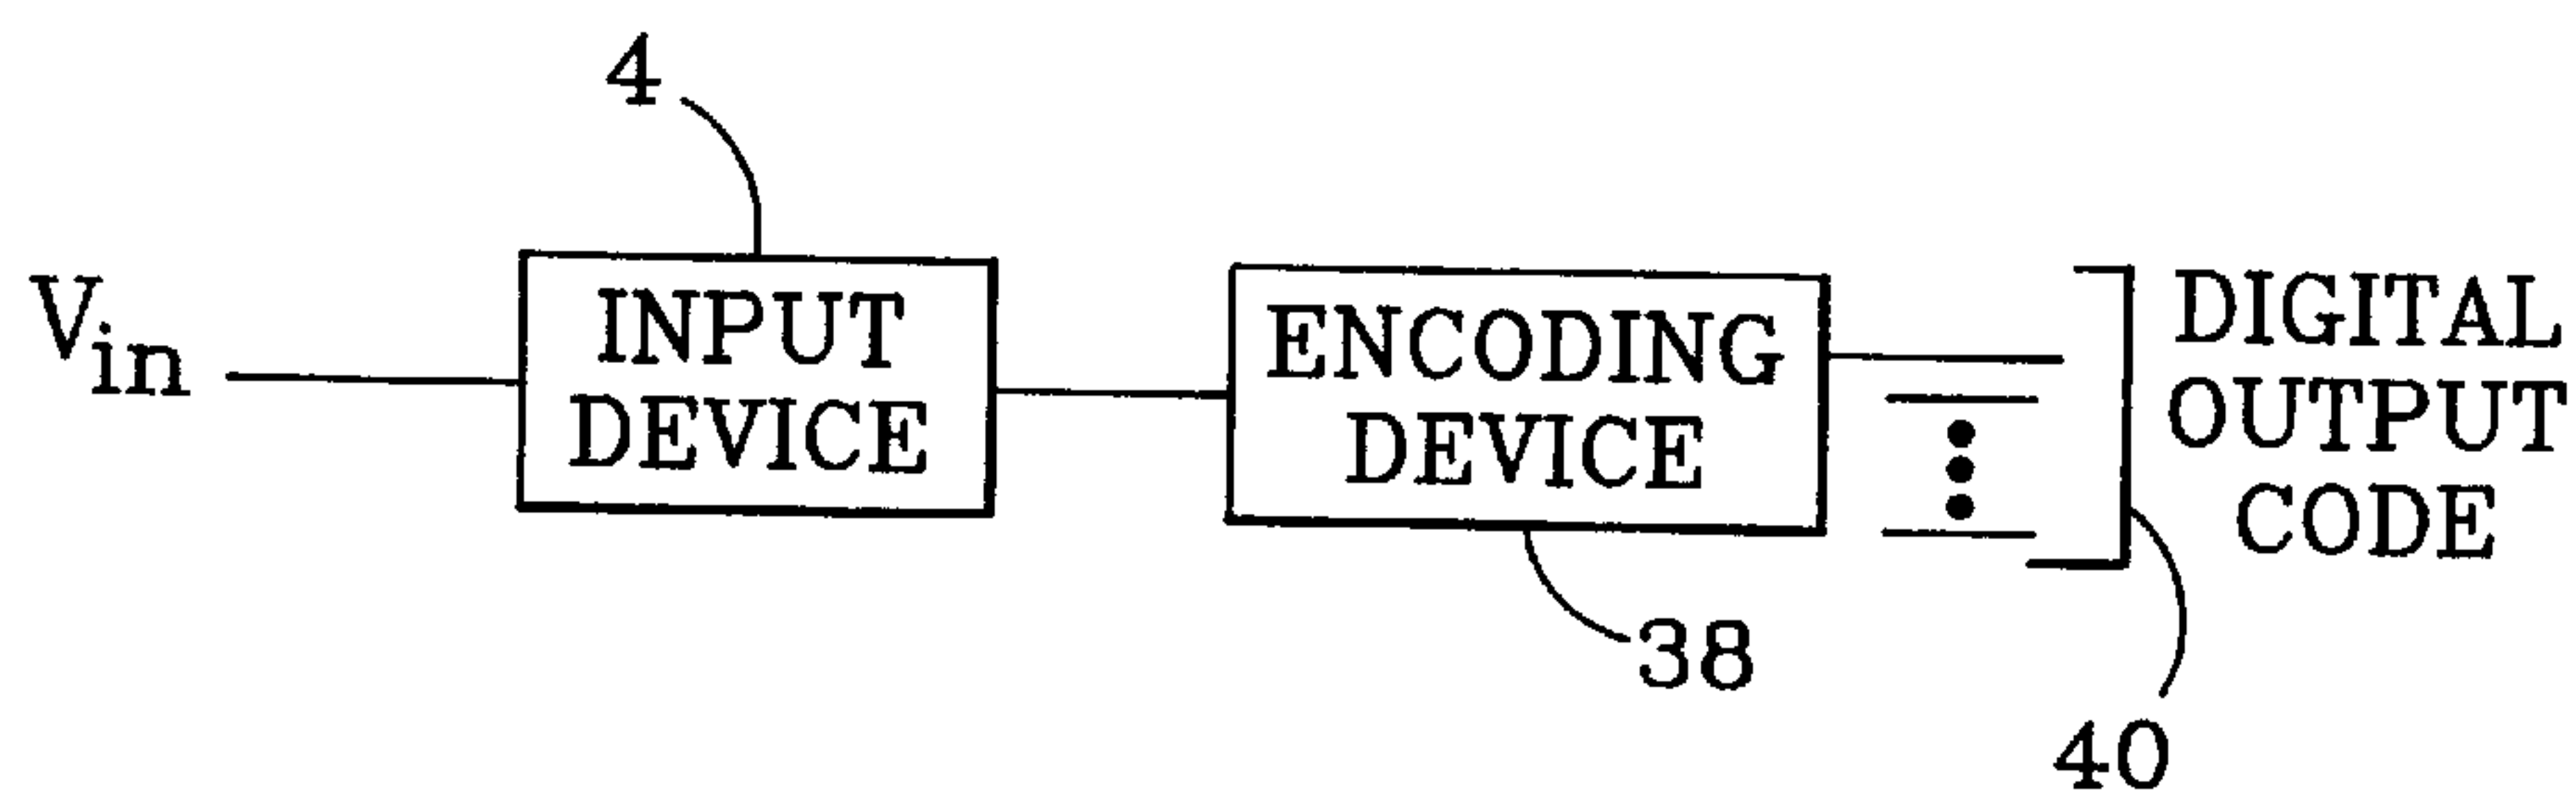 4
V_in
INPUT
DEVICE
ENCODING
DEVICE
DIGITAL
OUTPUT
CODE
38
40